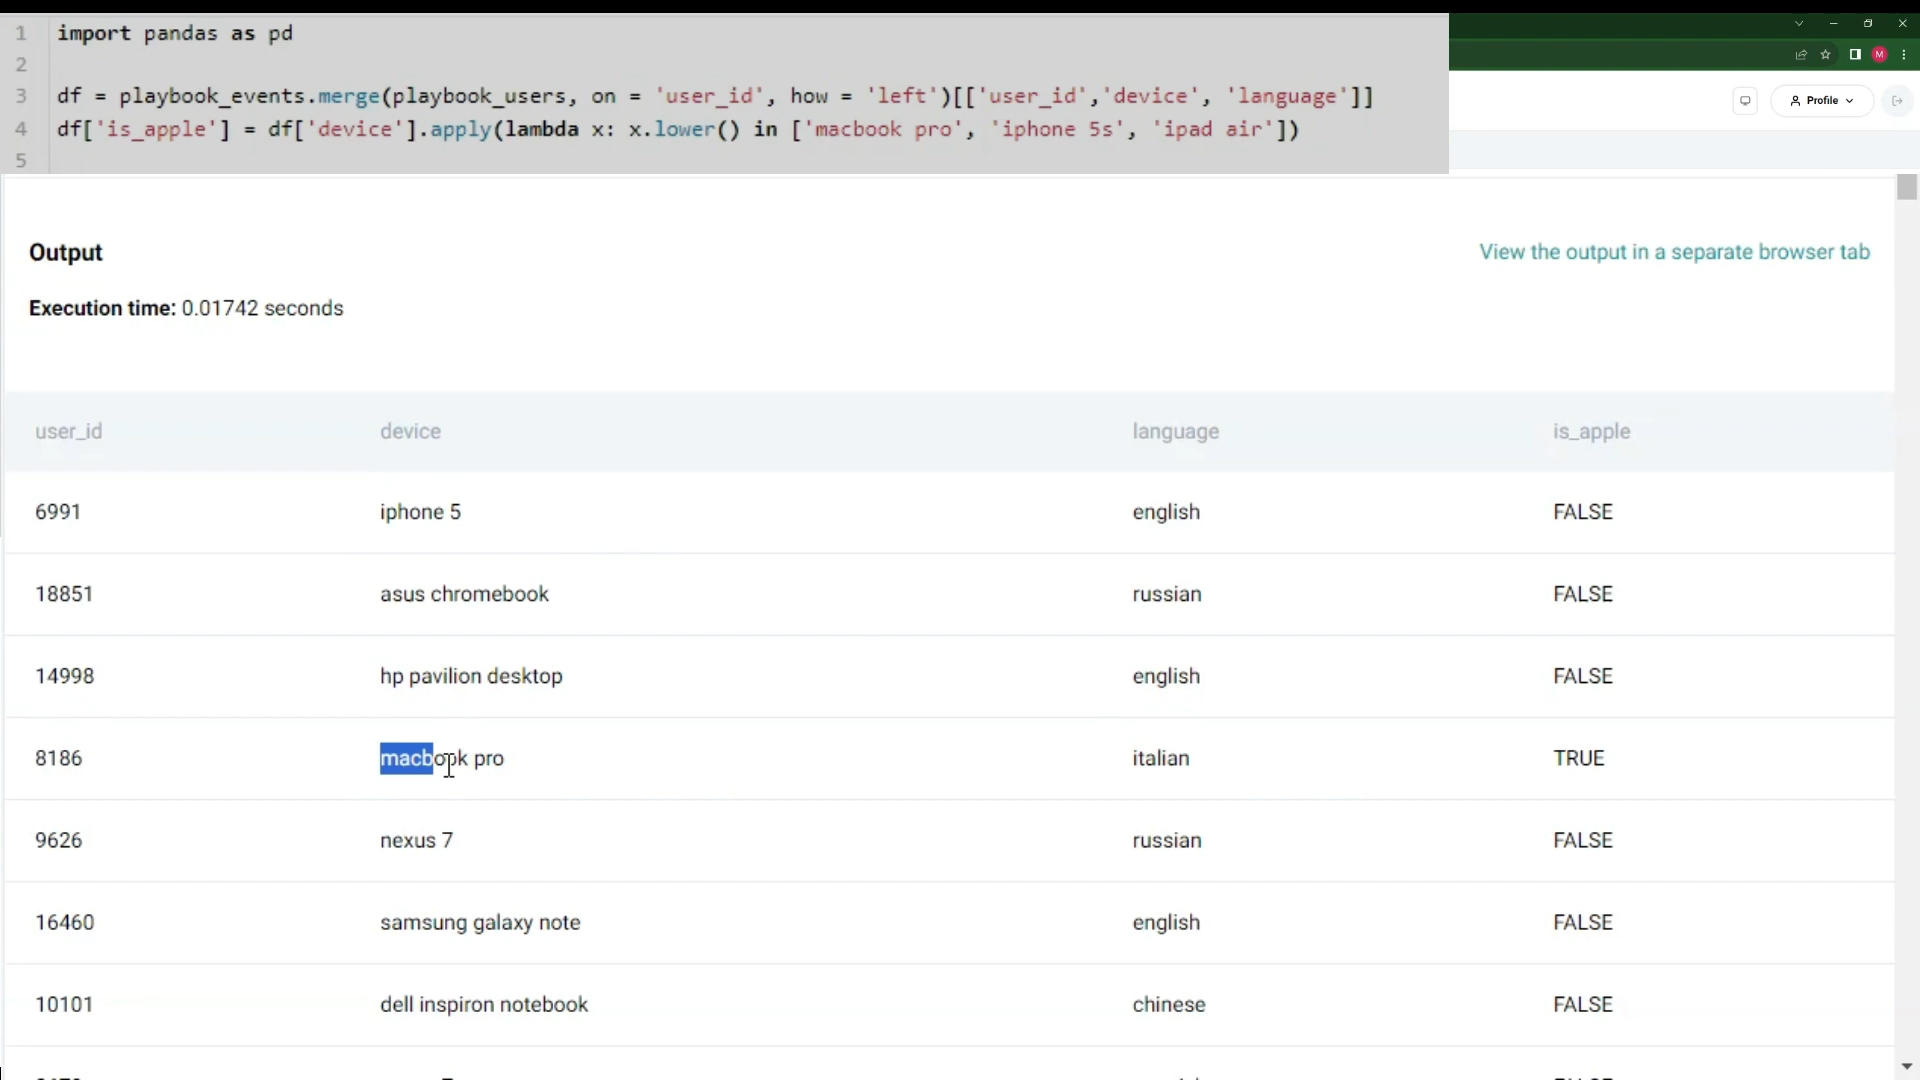 1 import pandas as pd
2
3 df = playbook_events.merge(playbook_users, on = 'user_id', how = 'left')[['user_id','device', 'language']]
4 df['is_apple'] = df['device'].apply(lambda x: x.lower() in ['macbook pro', 'iphone 5s', 'ipad air'])
5
M
Profile
Output
View the output in a separate browser tab
Execution time: 0.01742 seconds
user_id device language is_apple
6991 iphone 5 english FALSE
18851 asus chromebook russian FALSE
14998 hp pavilion desktop english FALSE
8186 macbook pro italian TRUE
9626 nexus 7 russian FALSE
16460 samsung galaxy note english FALSE
10101 dell inspiron notebook chinese FALSE